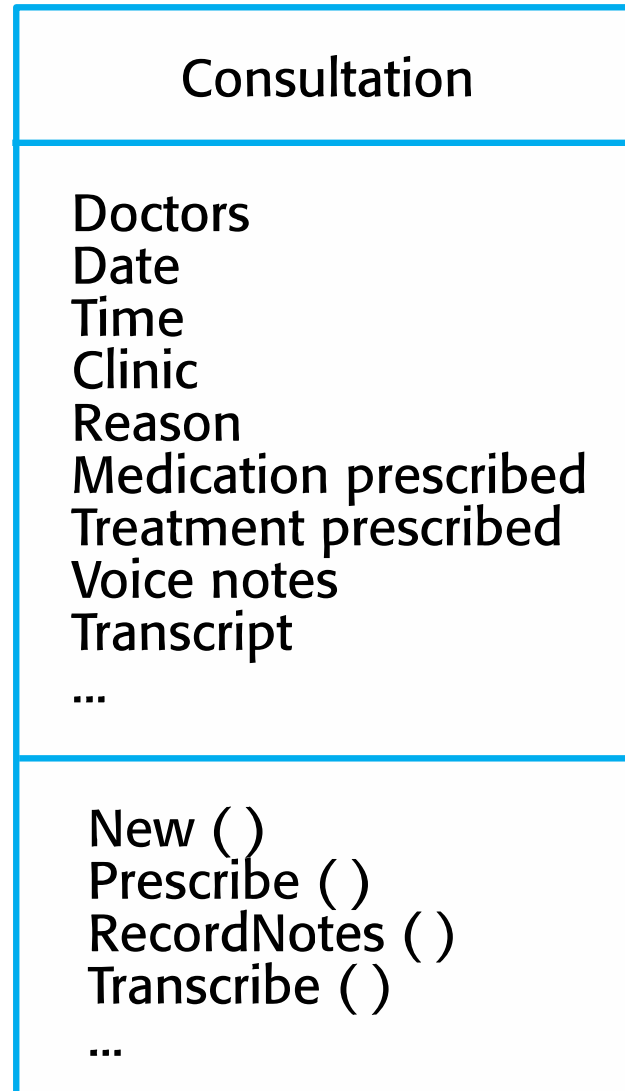 Consultation
Doctors
Date
Time
Clinic
Reason
Medication prescribed
Treatment prescribed
Voice notes
Transcript
...
New ( )
Prescribe ( )
RecordNotes ( )
Transcribe ( )
...